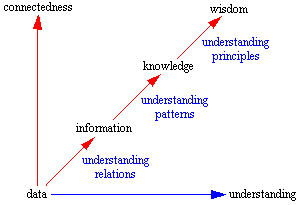 connectedness
wisdom
understanding
principles
knowledge
understanding
patterns
information
understanding
relations
data
understanding